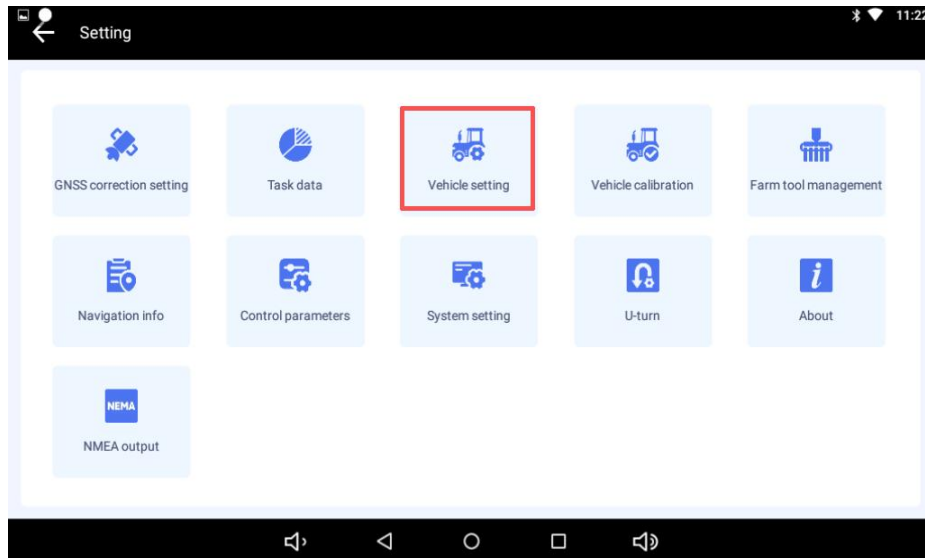 11:22
Setting
GNSS correction setting
Task data
Vehicle setting
Vehicle calibration
Farm tool management
Navigation info
Control parameters
System setting
U-turn
About
NEMA
NMEA output